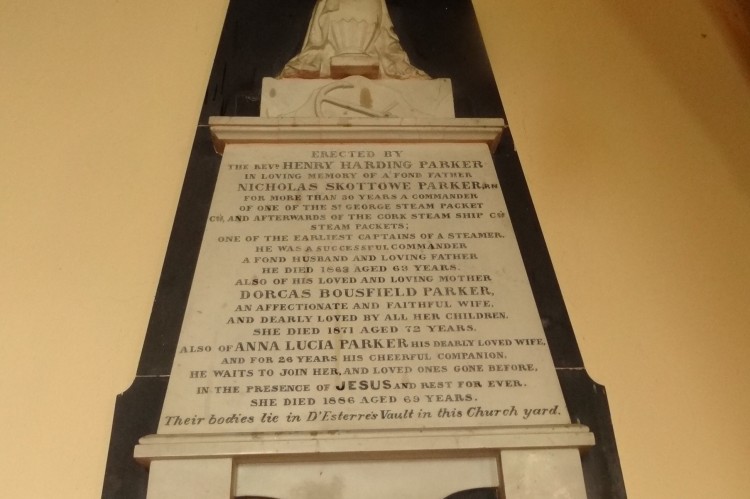 ERECTED BY
THE REVD. HENRY HARDING PARKER
IN LOVING MEMORY OF A FOND FATHER
NICHOLAS SKOTTOWE PARKER, RN
FOR MORE THAN 30 YEARS A COMMANDER
OF ONE OF THE ST. GEORGE STEAM PACKET
CO, AND AFTERWARDS OF THE CORK STEAM SHIP CO
STEAM PACKETS;
ONE OF THE EARLIEST CAPTAINS OF A STEAMER.
HE WAS A SUCCESSFUL COMMANDER
A FOND HUSBAND AND LOVING FATHER
HE DIED 1863 AGED 69 YEARS.
ALSO OF HIS LOVED AND LOVING MOTHER
DORCAS BOUSFIELD PARKER,
AN AFFECTIONATE AND FAITHFUL WIFE,
AND DEARLY LOVED BY ALL HER CHILDREN.
SHE DIED 1871 AGED 72 YEARS.
ALSO OF ANNA LUCIA PARKER HIS DEARLY LOVED WIFE,
AND FOR 26 YEARS HIS CHEERFUL COMPANION.
HE WAITS TO JOIN HER, AND LOVED ONES GONE BEFORE,
IN THE PRESENCE OF JESUS AND REST FOR EVER.
SHE DIED 1886 AGED 69 YEARS.
Their bodies lie in D'Esterre's Vault in this Church yard.